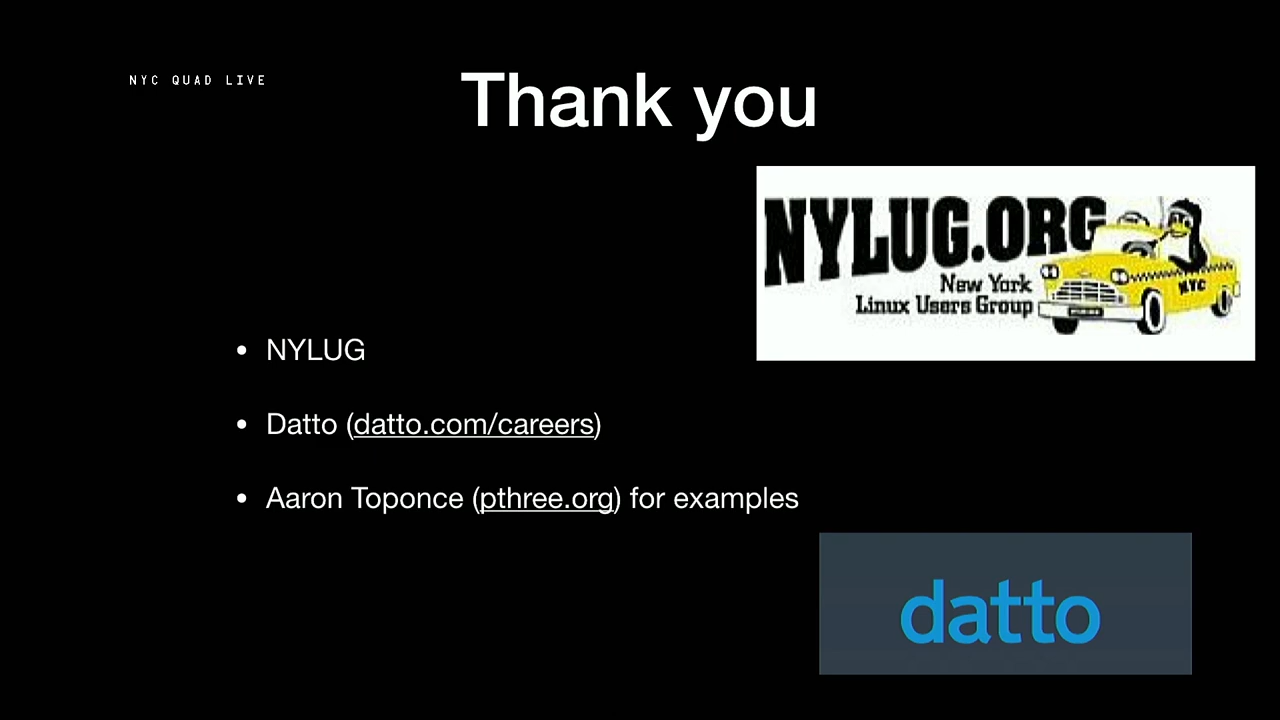 NYC QUAD LIVE
Thank you
NYLUG.ORG
New York
Linux Users Group
NYC
• NYLUG
• Datto (datto.com/careers)
• Aaron Toponce (pthree.org) for examples
datto